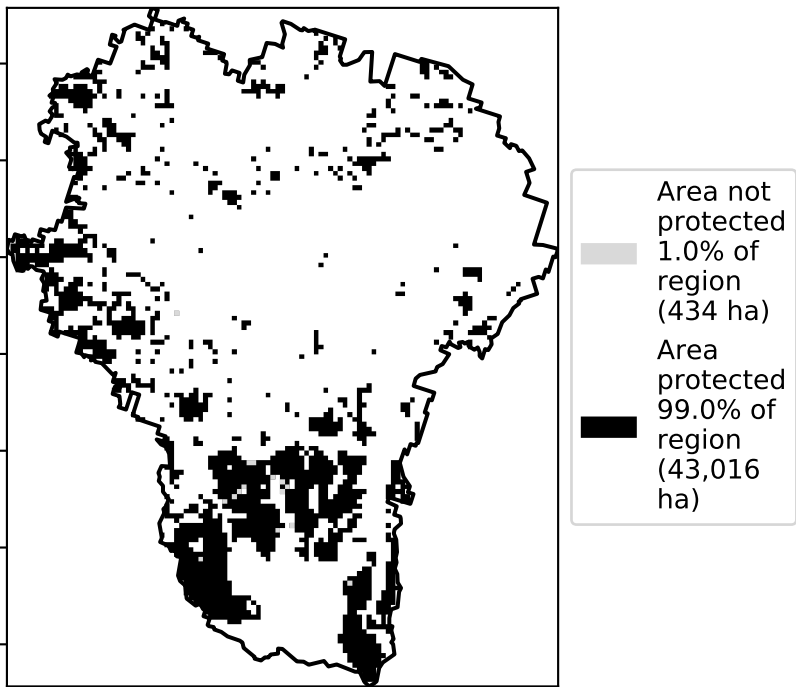 Area not
protected
1.0% of
region
(434 ha)
Area
protected
99.0% of
region
(43,016
ha)